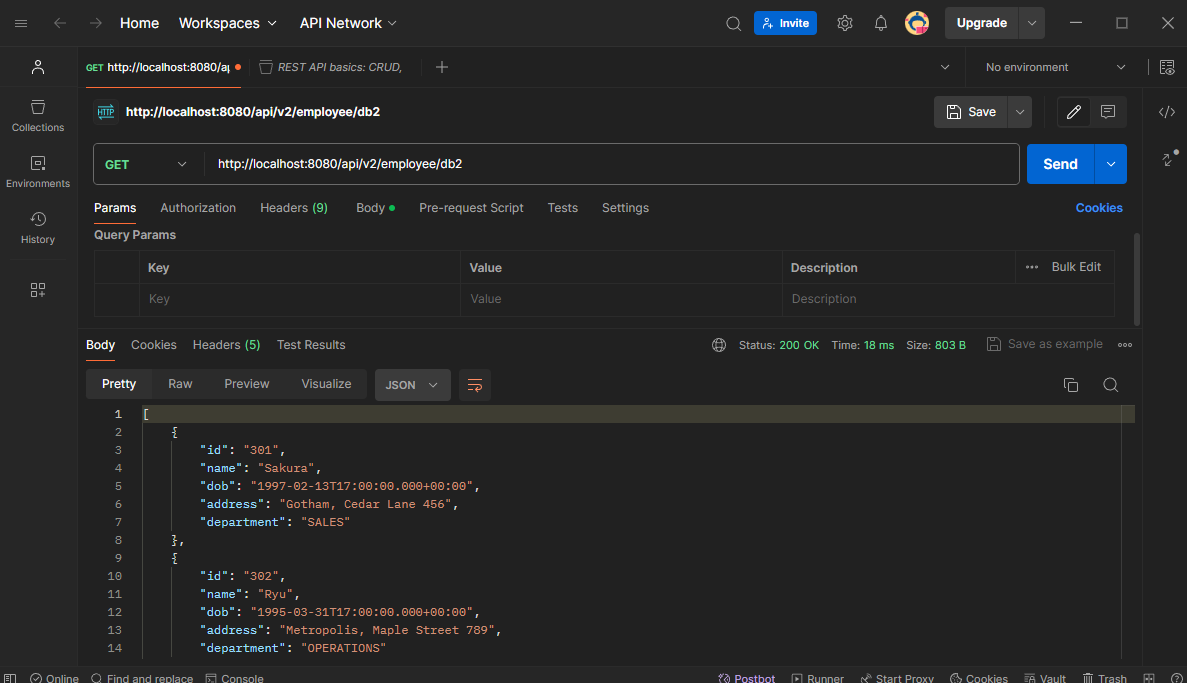 Home Workspaces API Network Invite Upgrade
GET http://localhost:8080/ap REST API basics: CRUD, No environment
HTTP http://localhost:8080/api/v2/employee/db2 Save
Collections
GET http://localhost:8080/api/v2/employee/db2 Send
Environments
Params Authorization Headers (9) Body Pre-request Script Tests Settings Cookies
History
Query Params
Key Value Description Bulk Edit
Key Value Description
Body Cookies Headers (5) Test Results Status: 200 OK Time: 18 ms Size: 803 B Save as example
Pretty Raw Preview Visualize JSON
1 [
2 {
3 "id": "301",
4 "name": "Sakura",
5 "dob": "1997-02-13T17:00:00.000+00:00",
6 "address": "Gotham, Cedar Lane 456",
7 "department": "SALES"
8 },
9 {
10 "id": "302",
11 "name": "Ryu",
12 "dob": "1995-03-31T17:00:00.000+00:00",
13 "address": "Metropolis, Maple Street 789",
14 "department": "OPERATIONS"
Online Find and replace Console Postbot Runner Start Proxy Cookies Vault Trash